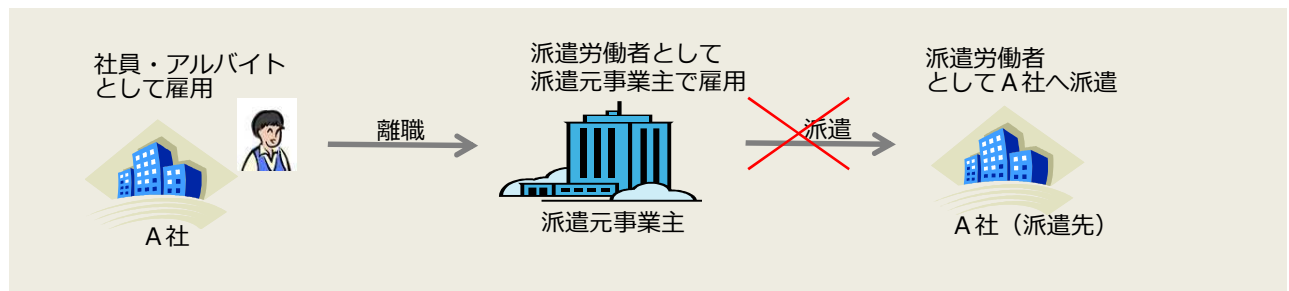 社員・アルバイト
として雇用
A社
離職
派遣労働者として
派遣元事業主で雇用
派遣元事業主
派遣
派遣労働者
としてA社へ派遣
A社（派遣先）